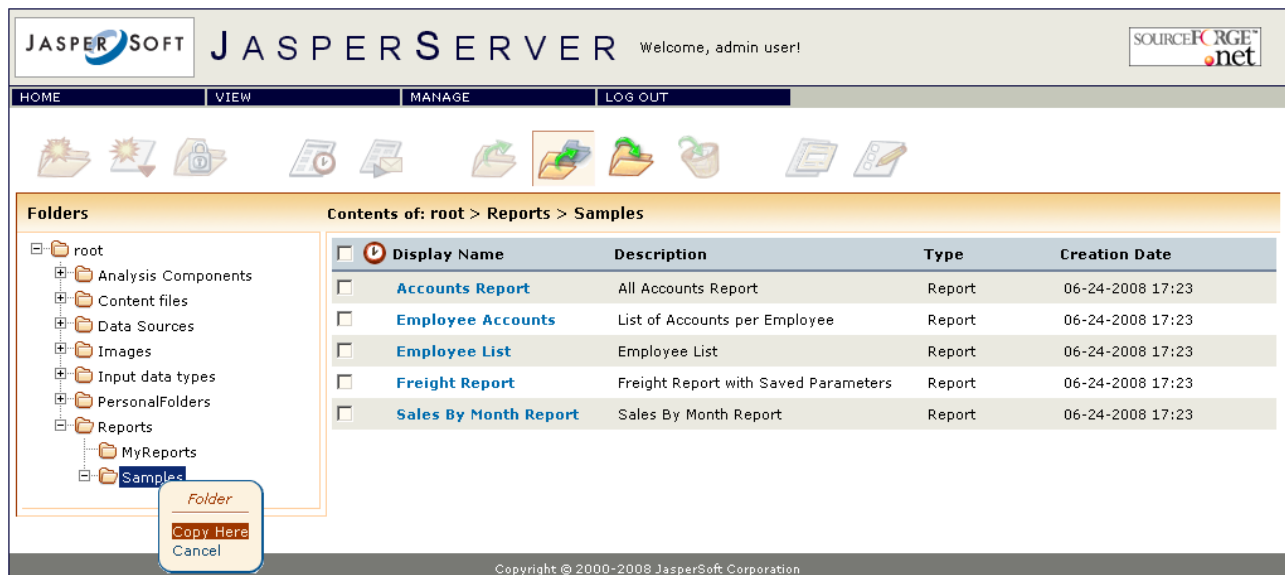 JASPERSOFT JASPERSERVER Welcome, admin user! SOURCEFORGE™ .net
HOME VIEW MANAGE LOG OUT
Folders
root
Analysis Components
Content files
Data Sources
Images
Input data types
PersonalFolders
Reports
MyReports
Samples
Folder
Copy Here
Cancel
Contents of: root > Reports > Samples
Display Name Description Type Creation Date
Accounts Report All Accounts Report Report 06-24-2008 17:23
Employee Accounts List of Accounts per Employee Report 06-24-2008 17:23
Employee List Employee List Report 06-24-2008 17:23
Freight Report Freight Report with Saved Parameters Report 06-24-2008 17:23
Sales By Month Report Sales By Month Report Report 06-24-2008 17:23
Copyright © 2000-2008 JasperSoft Corporation